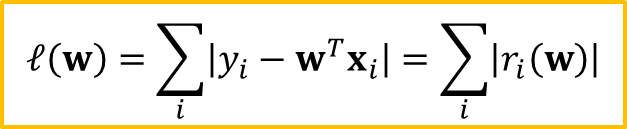 ℓ(𝐰) = ∑ᵢ |yᵢ − 𝐰ᵀ𝐱ᵢ| = ∑ᵢ |rᵢ(𝐰)|